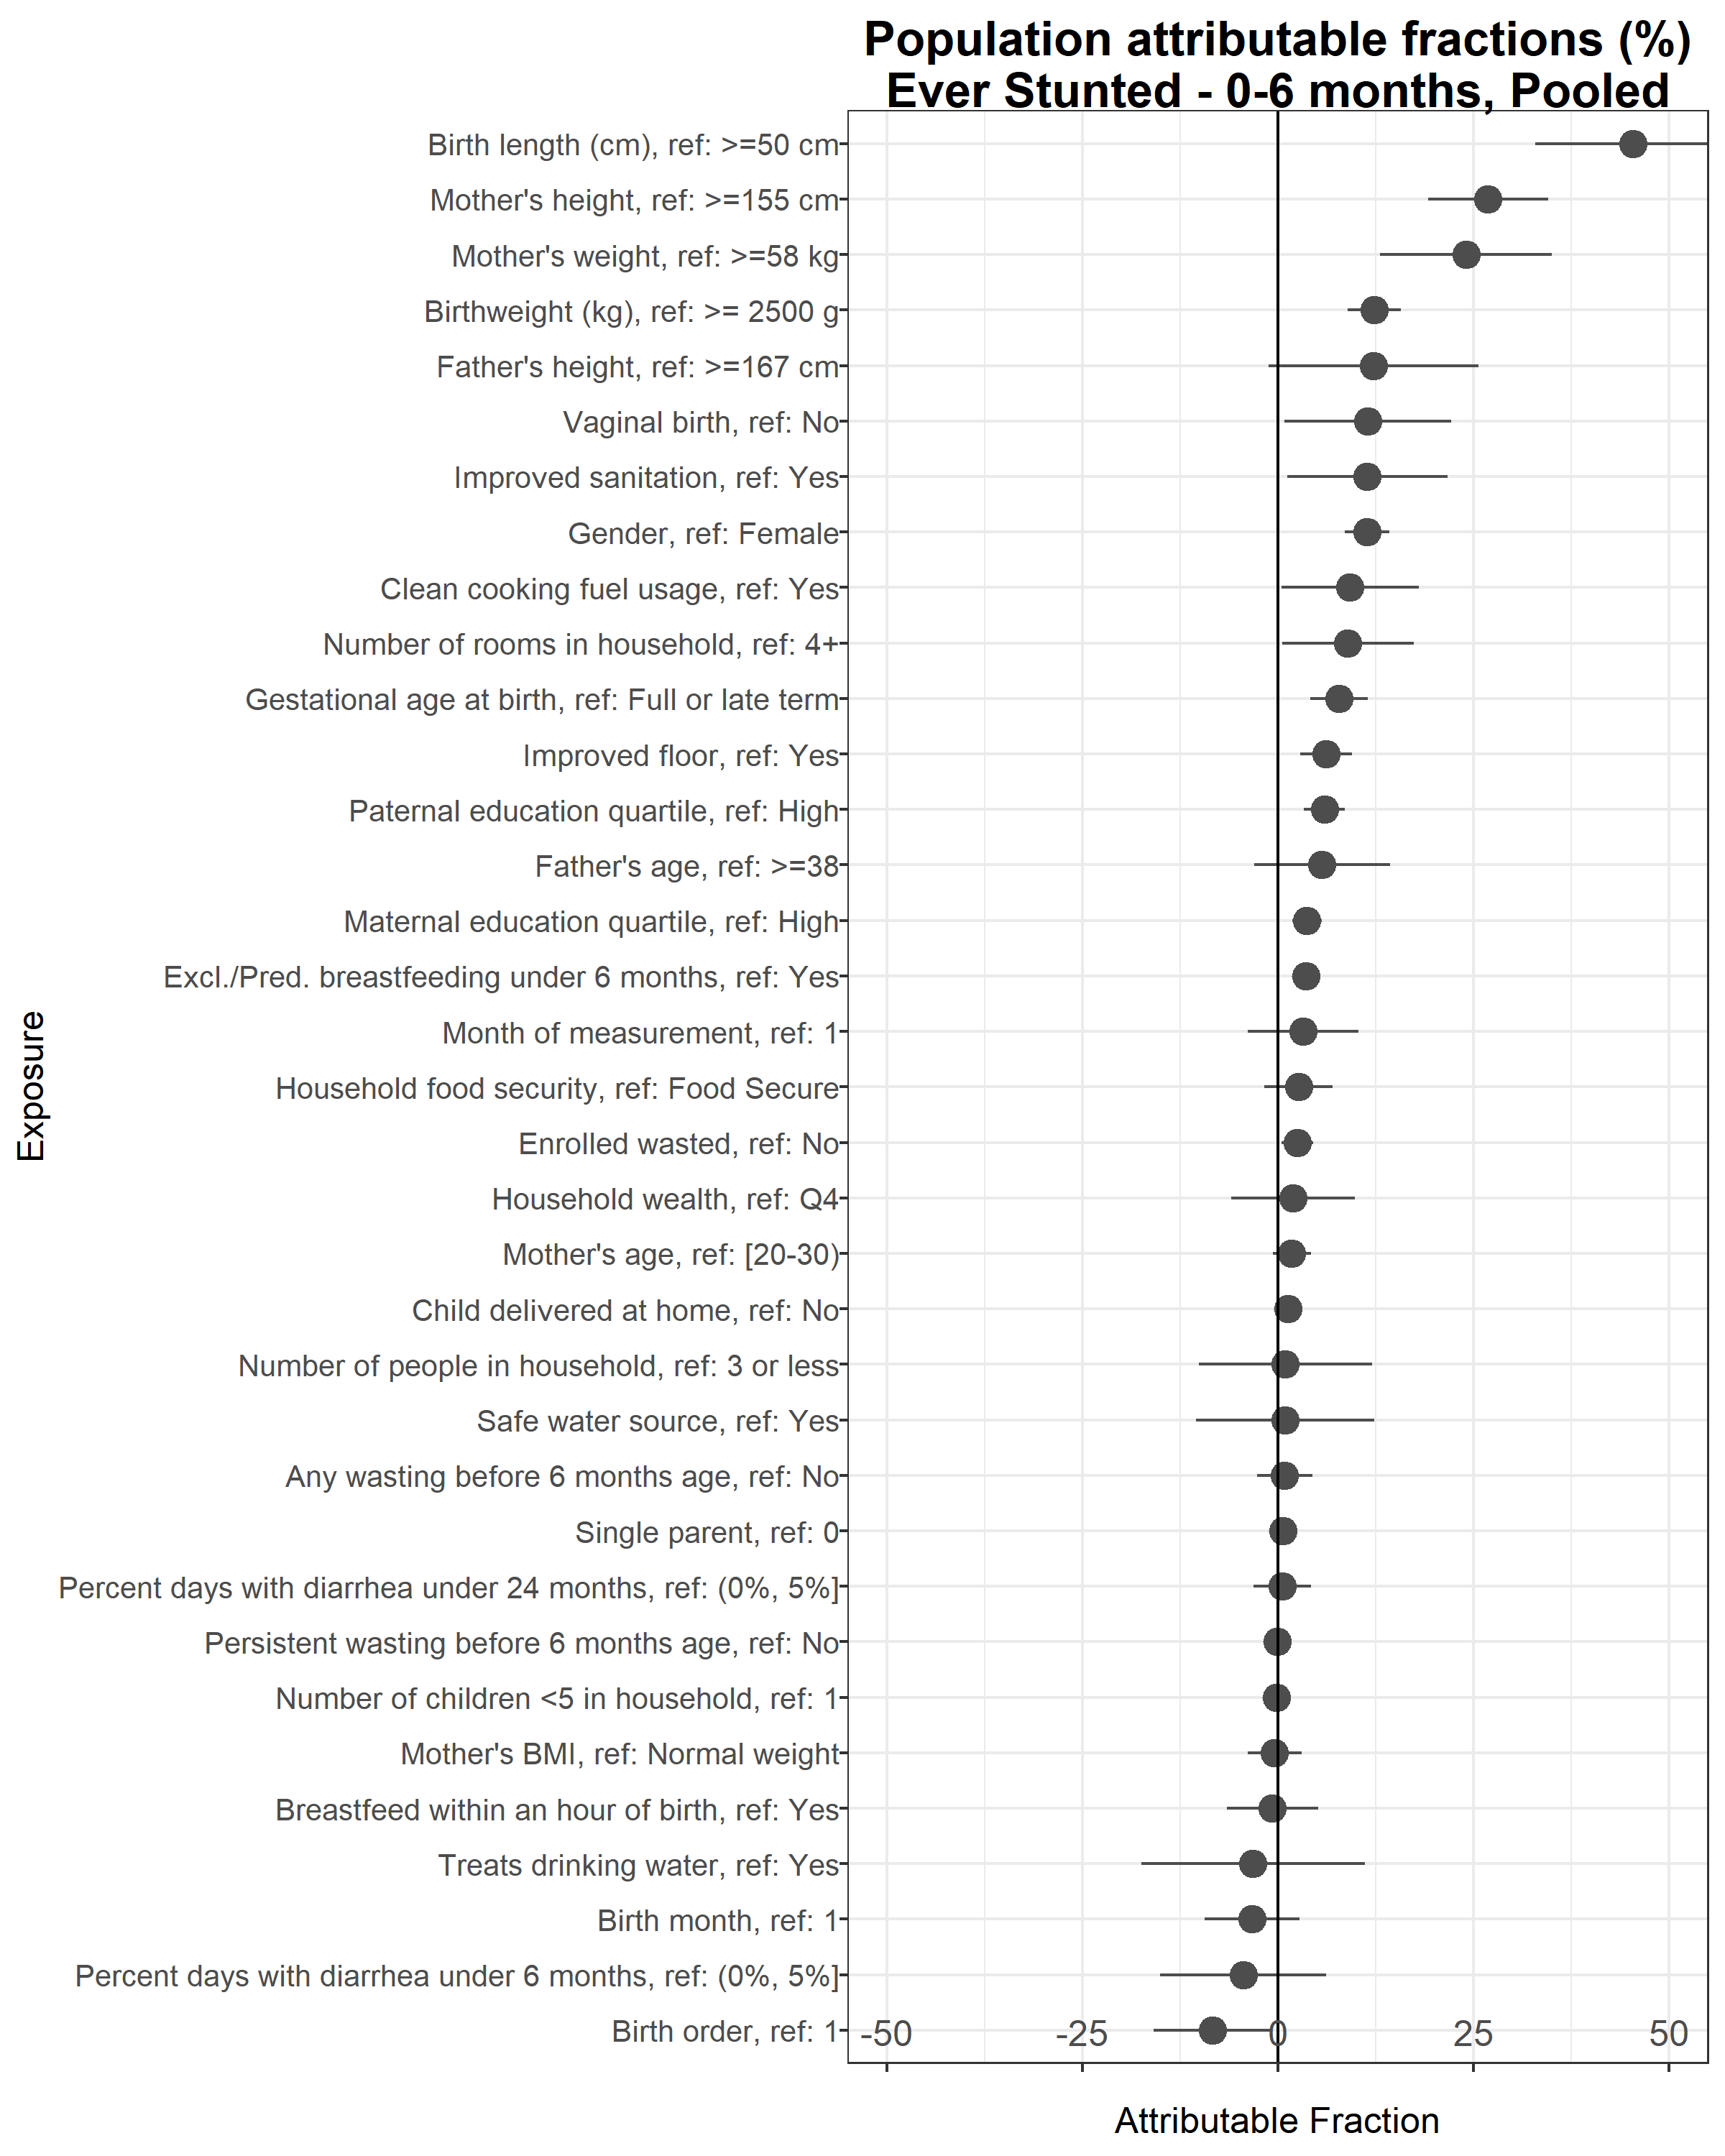 Population attributable fractions (%)
Ever Stunted - 0-6 months, Pooled
Birth length (cm), ref: >=50 cm
Mother's height, ref: >=155 cm
Mother's weight, ref: >=58 kg
Birthweight (kg), ref: >= 2500 g
Father's height, ref: >=167 cm
Vaginal birth, ref: No
Improved sanitation, ref: Yes
Gender, ref: Female
Clean cooking fuel usage, ref: Yes
Number of rooms in household, ref: 4+
Gestational age at birth, ref: Full or late term
Improved floor, ref: Yes
Paternal education quartile, ref: High
Father's age, ref: >=38
Maternal education quartile, ref: High
Excl./Pred. breastfeeding under 6 months, ref: Yes
Month of measurement, ref: 1
Household food security, ref: Food Secure
Enrolled wasted, ref: No
Household wealth, ref: Q4
Mother's age, ref: [20-30)
Child delivered at home, ref: No
Number of people in household, ref: 3 or less
Safe water source, ref: Yes
Any wasting before 6 months age, ref: No
Single parent, ref: 0
Percent days with diarrhea under 24 months, ref: (0%, 5%]
Persistent wasting before 6 months age, ref: No
Number of children <5 in household, ref: 1
Mother's BMI, ref: Normal weight
Breastfeed within an hour of birth, ref: Yes
Treats drinking water, ref: Yes
Birth month, ref: 1
Percent days with diarrhea under 6 months, ref: (0%, 5%]
Birth order, ref: 1
Exposure
-50 -25 0 25 50
Attributable Fraction